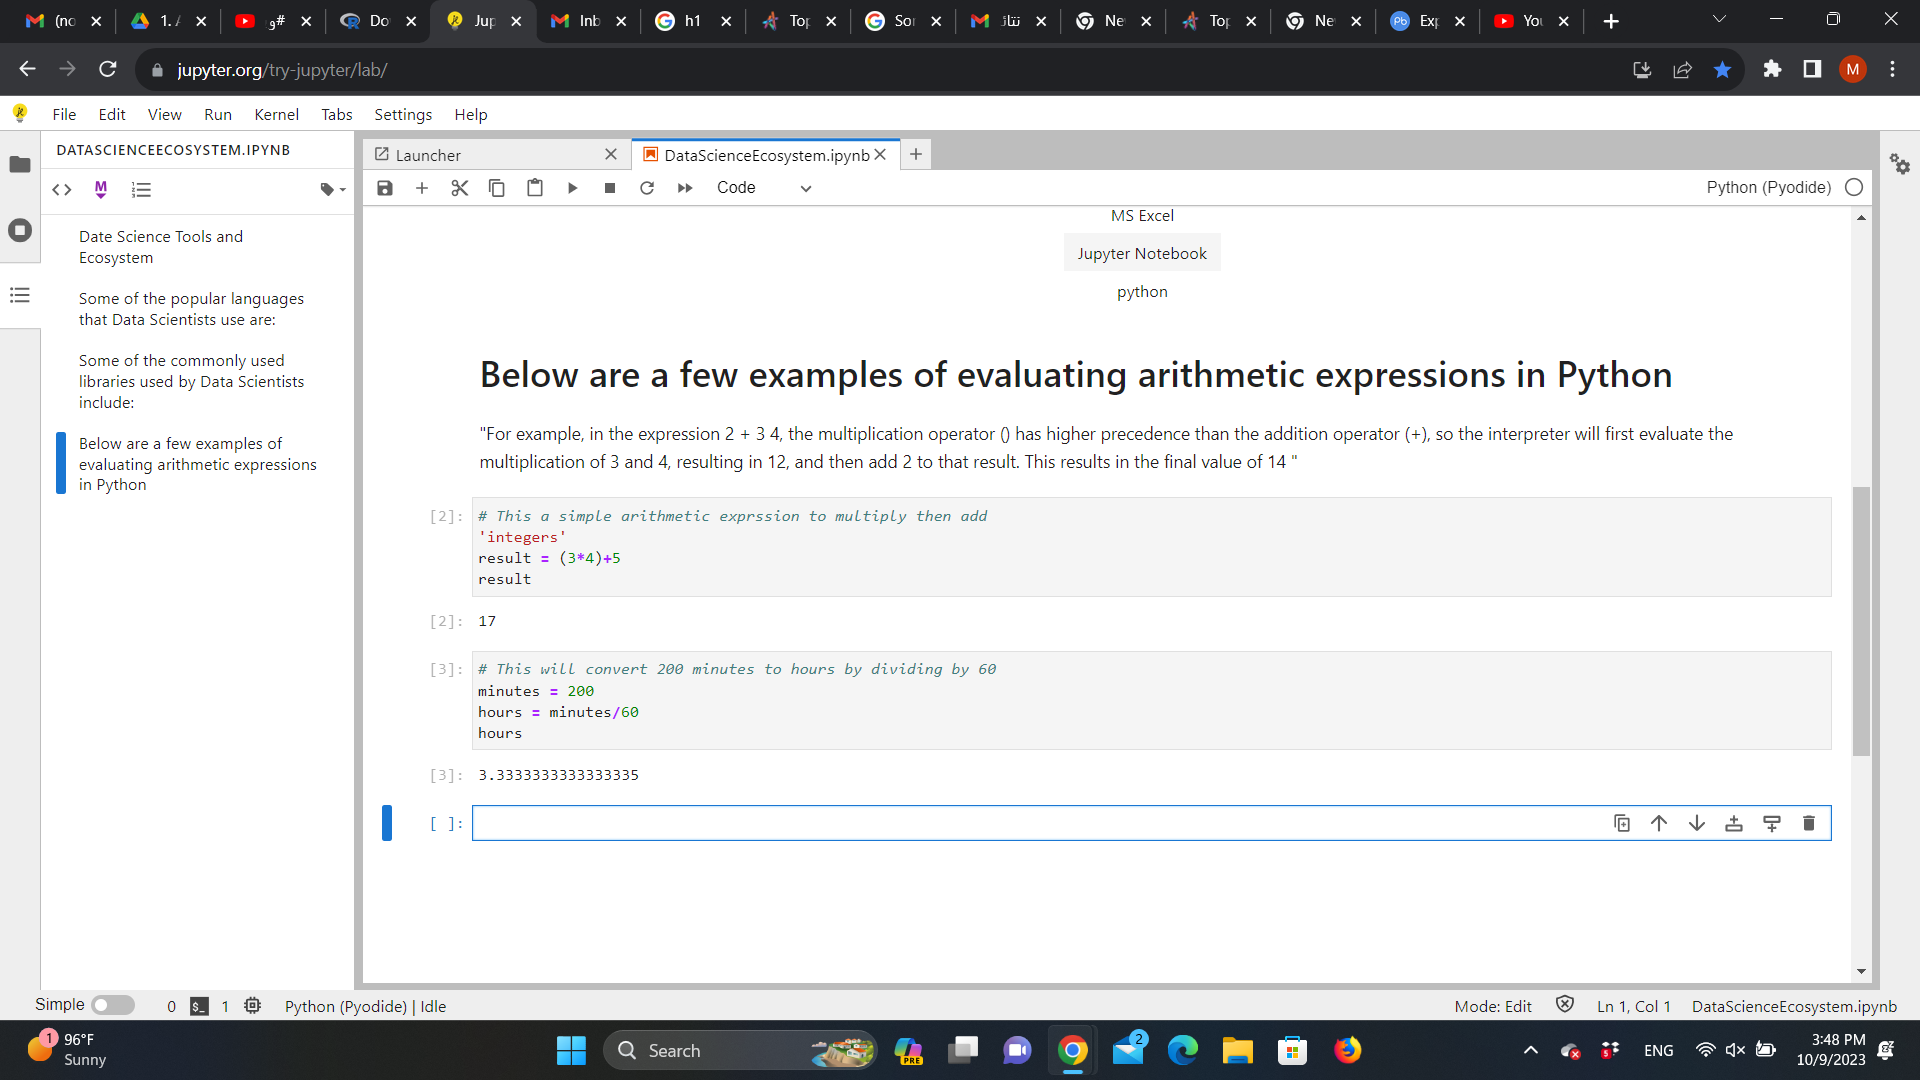 (no
1. A
#و
Do
Jup
Inb
h1
Top
So
نتائ
Ne
Top
Ne
Exp
You
jupyter.org/try-jupyter/lab/
M
File Edit View Run Kernel Tabs Settings Help
DATASCIENCEECOSYSTEM.IPYNB
Launcher
DataScienceEcosystem.ipynb
Code
Python (Pyodide)
Date Science Tools and
Ecosystem
Some of the popular languages
that Data Scientists use are:
Some of the commonly used
libraries used by Data Scientists
include:
Below are a few examples of
evaluating arithmetic expressions
in Python
MS Excel
Jupyter Notebook
python
Below are a few examples of evaluating arithmetic expressions in Python
"For example, in the expression 2 + 3 4, the multiplication operator () has higher precedence than the addition operator (+), so the interpreter will first evaluate the
multiplication of 3 and 4, resulting in 12, and then add 2 to that result. This results in the final value of 14 "
[2]: # This a simple arithmetic exprssion to multiply then add
'integers'
result = (3*4)+5
result
[2]: 17
[3]: # This will convert 200 minutes to hours by dividing by 60
minutes = 200
hours = minutes/60
hours
[3]: 3.3333333333333335
[ ]:
Simple 0 $_ 1 Python (Pyodide) | Idle
Mode: Edit Ln 1, Col 1 DataScienceEcosystem.ipynb
1
96°F
Sunny
Search
PRE
2
5
ENG
3:48 PM
10/9/2023